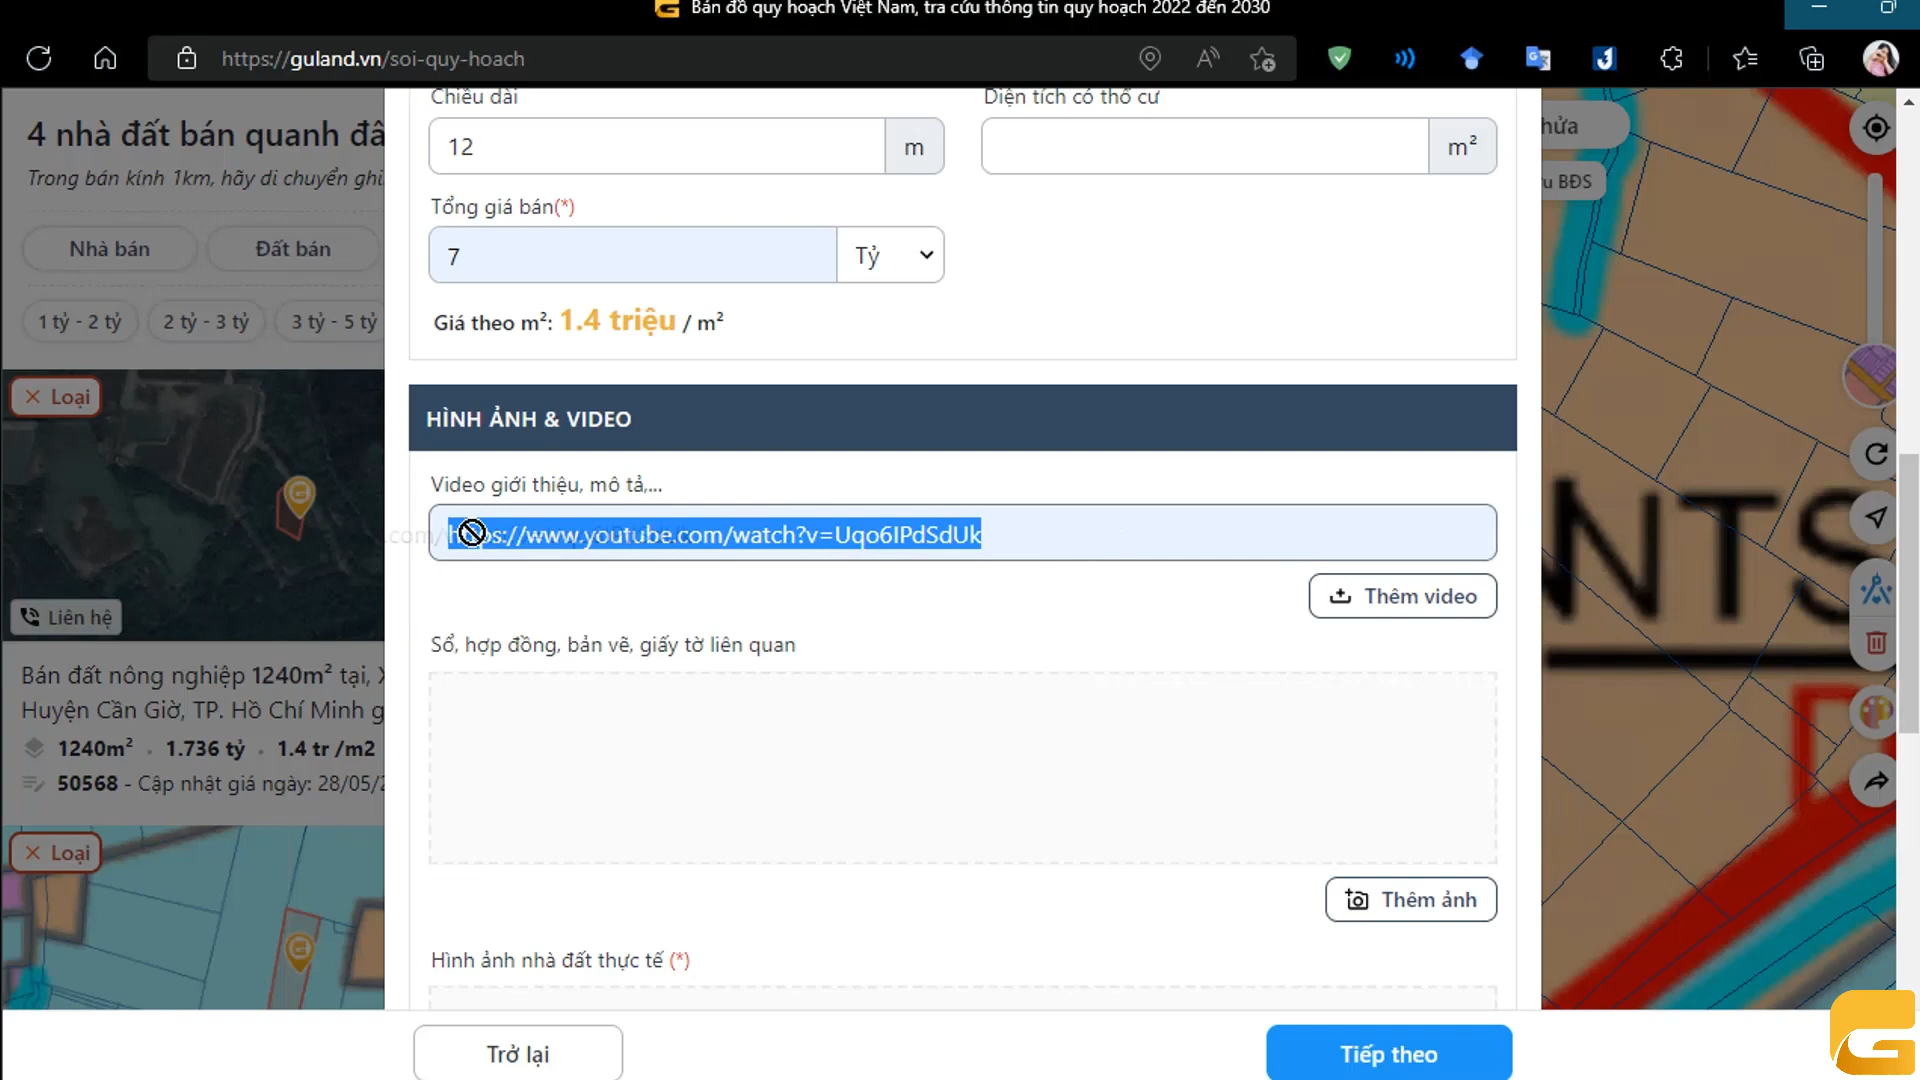 Bản đồ quy hoạch Việt Nam, tra cứu thông tin quy hoạch 2022 đến 2030
https://guland.vn/soi-quy-hoach
4 nhà đất bán quanh đâ
Trong bán kính 1km, hãy di chuyển ghi
Nhà bán
Đất bán
1 tỷ - 2 tỷ
2 tỷ - 3 tỷ
3 tỷ - 5 tỷ
Loại
Liên hệ
Bán đất nông nghiệp 1240m² tại, X
Huyện Cần Giờ, TP. Hồ Chí Minh g
1240m² · 1.736 tỷ · 1.4 tr /m2
50568 - Cập nhật giá ngày: 28/05/2
Loại
Chiều dài
12
m
Diện tích có thổ cư
m²
Tổng giá bán(*)
7
Tỷ
Giá theo m²: 1.4 triệu / m²
HÌNH ẢNH & VIDEO
Video giới thiệu, mô tả,...
https://www.youtube.com/watch?v=Uqo6IPdSdUk
Thêm video
Sổ, hợp đồng, bản vẽ, giấy tờ liên quan
Thêm ảnh
Hình ảnh nhà đất thực tế (*)
Trở lại
Tiếp theo
hửa
u BĐS
NTS